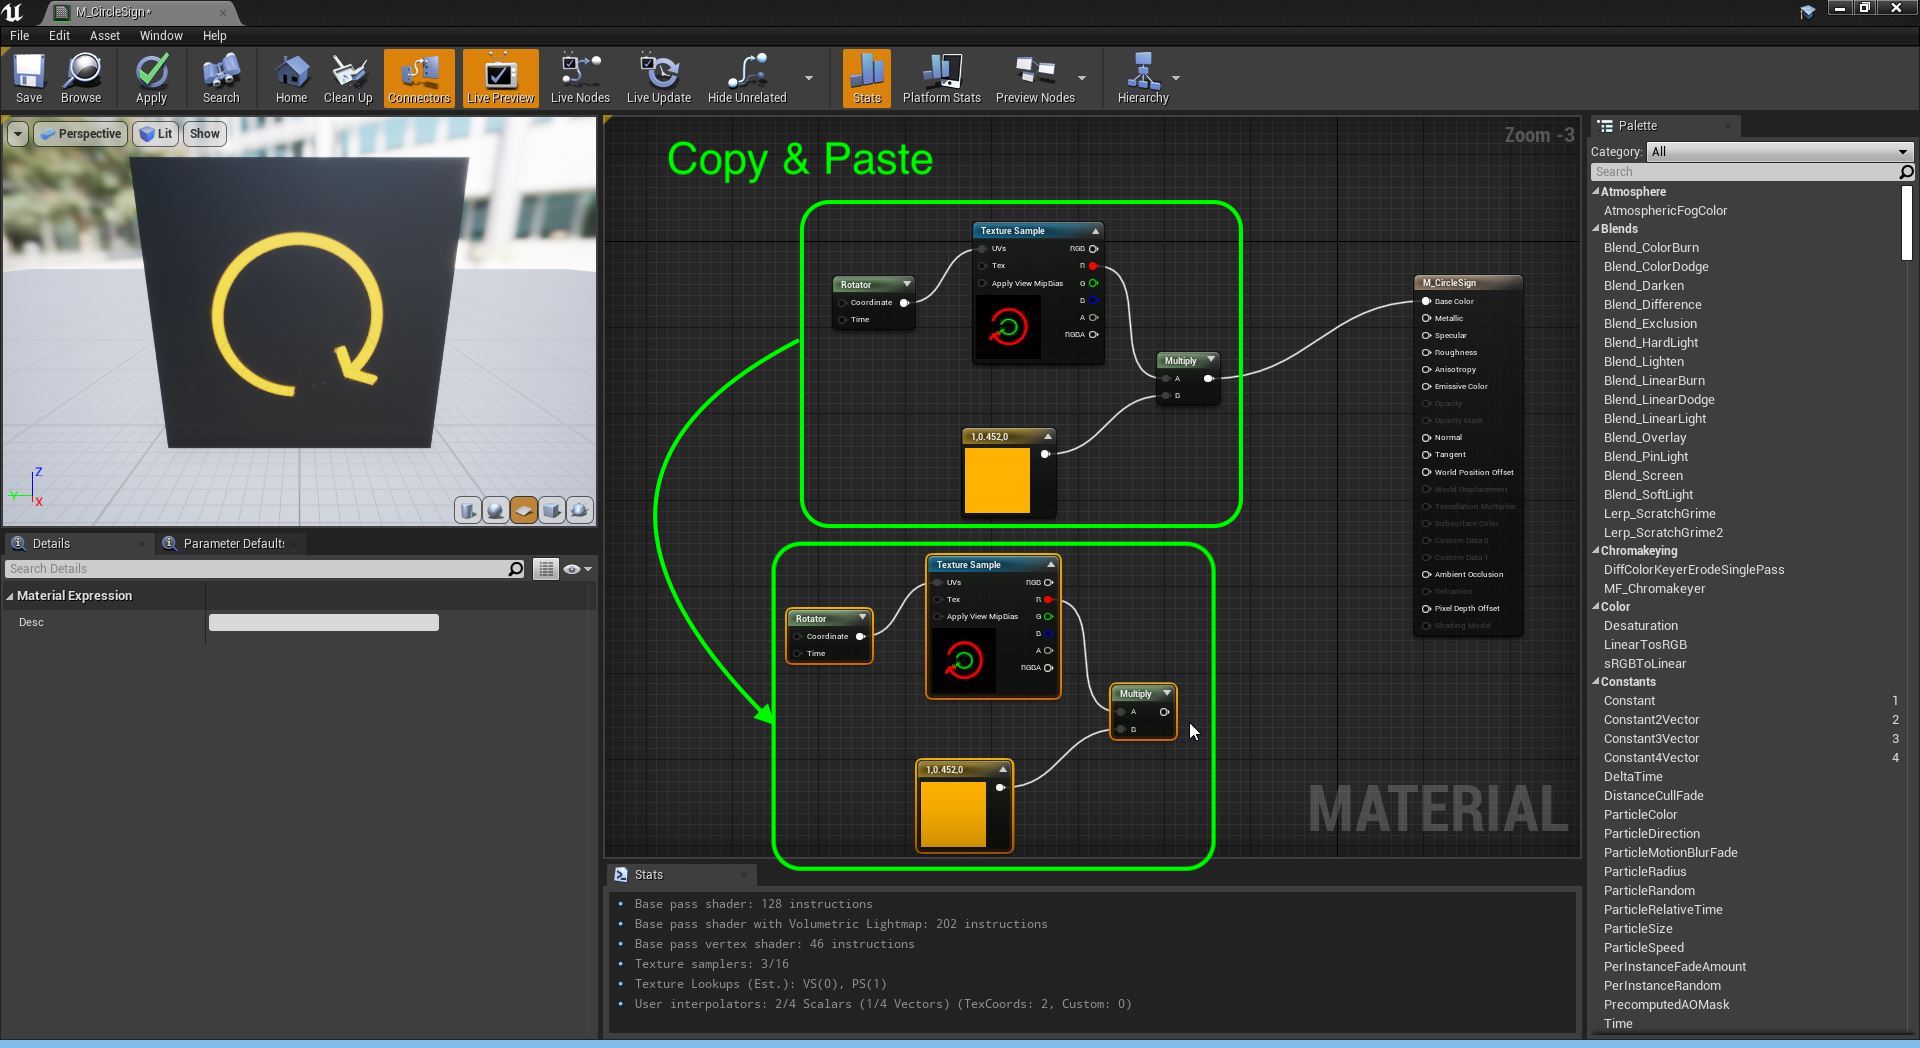 M_CircleSign*
File Edit Asset Window Help
Save Browse Apply Search Home Clean Up Connectors Live Preview Live Nodes Live Update Hide Unrelated Stats Platform Stats Preview Nodes Hierarchy
Perspective Lit Show
Z
Y
X
Details
Parameter Default
Search Details
Material Expression
Desc
Zoom -3
Copy & Paste
Texture Sample
UVs RGB
Tex R
Apply View MipBias G
B
A
RGBA
Rotator
Coordinate
Time
Multiply
A
B
1,0.452,0
M_CircleSign
Base Color
Metallic
Specular
Roughness
Anisotropy
Emissive Color
Opacity
Opacity Mask
Normal
Tangent
World Position Offset
World Displacement
Tessellation Multiplier
Subsurface Color
Custom Data 0
Custom Data 1
Ambient Occlusion
Refraction
Pixel Depth Offset
Shading Model
Texture Sample
UVs RGB
Tex R
Apply View MipBias G
B
A
RGBA
Rotator
Coordinate
Time
Multiply
A
B
1,0.452,0
MATERIAL
Stats
Base pass shader: 128 instructions
Base pass shader with Volumetric Lightmap: 202 instructions
Base pass vertex shader: 46 instructions
Texture samplers: 3/16
Texture Lookups (Est.): VS(0), PS(1)
User interpolators: 2/4 Scalars (1/4 Vectors) (TexCoords: 2, Custom: 0)
Palette
Category: All
Search
Atmosphere
AtmosphericFogColor
Blends
Blend_ColorBurn
Blend_ColorDodge
Blend_Darken
Blend_Difference
Blend_Exclusion
Blend_HardLight
Blend_Lighten
Blend_LinearBurn
Blend_LinearDodge
Blend_LinearLight
Blend_Overlay
Blend_PinLight
Blend_Screen
Blend_SoftLight
Lerp_ScratchGrime
Lerp_ScratchGrime2
Chromakeying
DiffColorKeyerErodeSinglePass
MF_Chromakeyer
Color
Desaturation
LinearTosRGB
sRGBToLinear
Constants
Constant 1
Constant2Vector 2
Constant3Vector 3
Constant4Vector 4
DeltaTime
DistanceCullFade
ParticleColor
ParticleDirection
ParticleMotionBlurFade
ParticleRadius
ParticleRandom
ParticleRelativeTime
ParticleSize
ParticleSpeed
PerInstanceFadeAmount
PerInstanceRandom
PrecomputedAOMask
Time